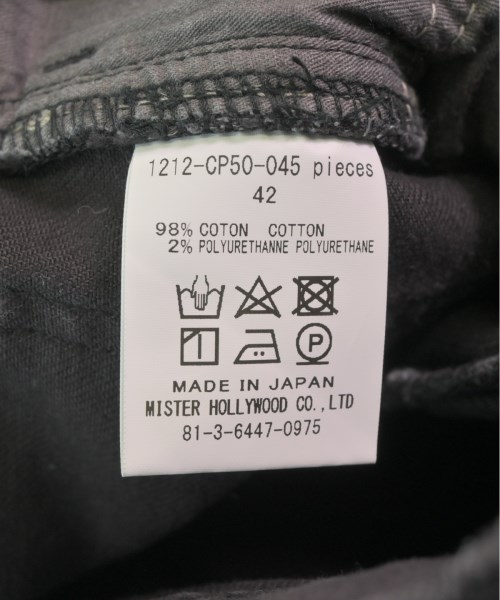 1212-CP50-045 pieces
42
98% COTON COTTON
2% POLYURETHANNE POLYURETHANE
P
MADE IN JAPAN
MISTER HOLLYWOOD CO.,LTD
81-3-6447-0975